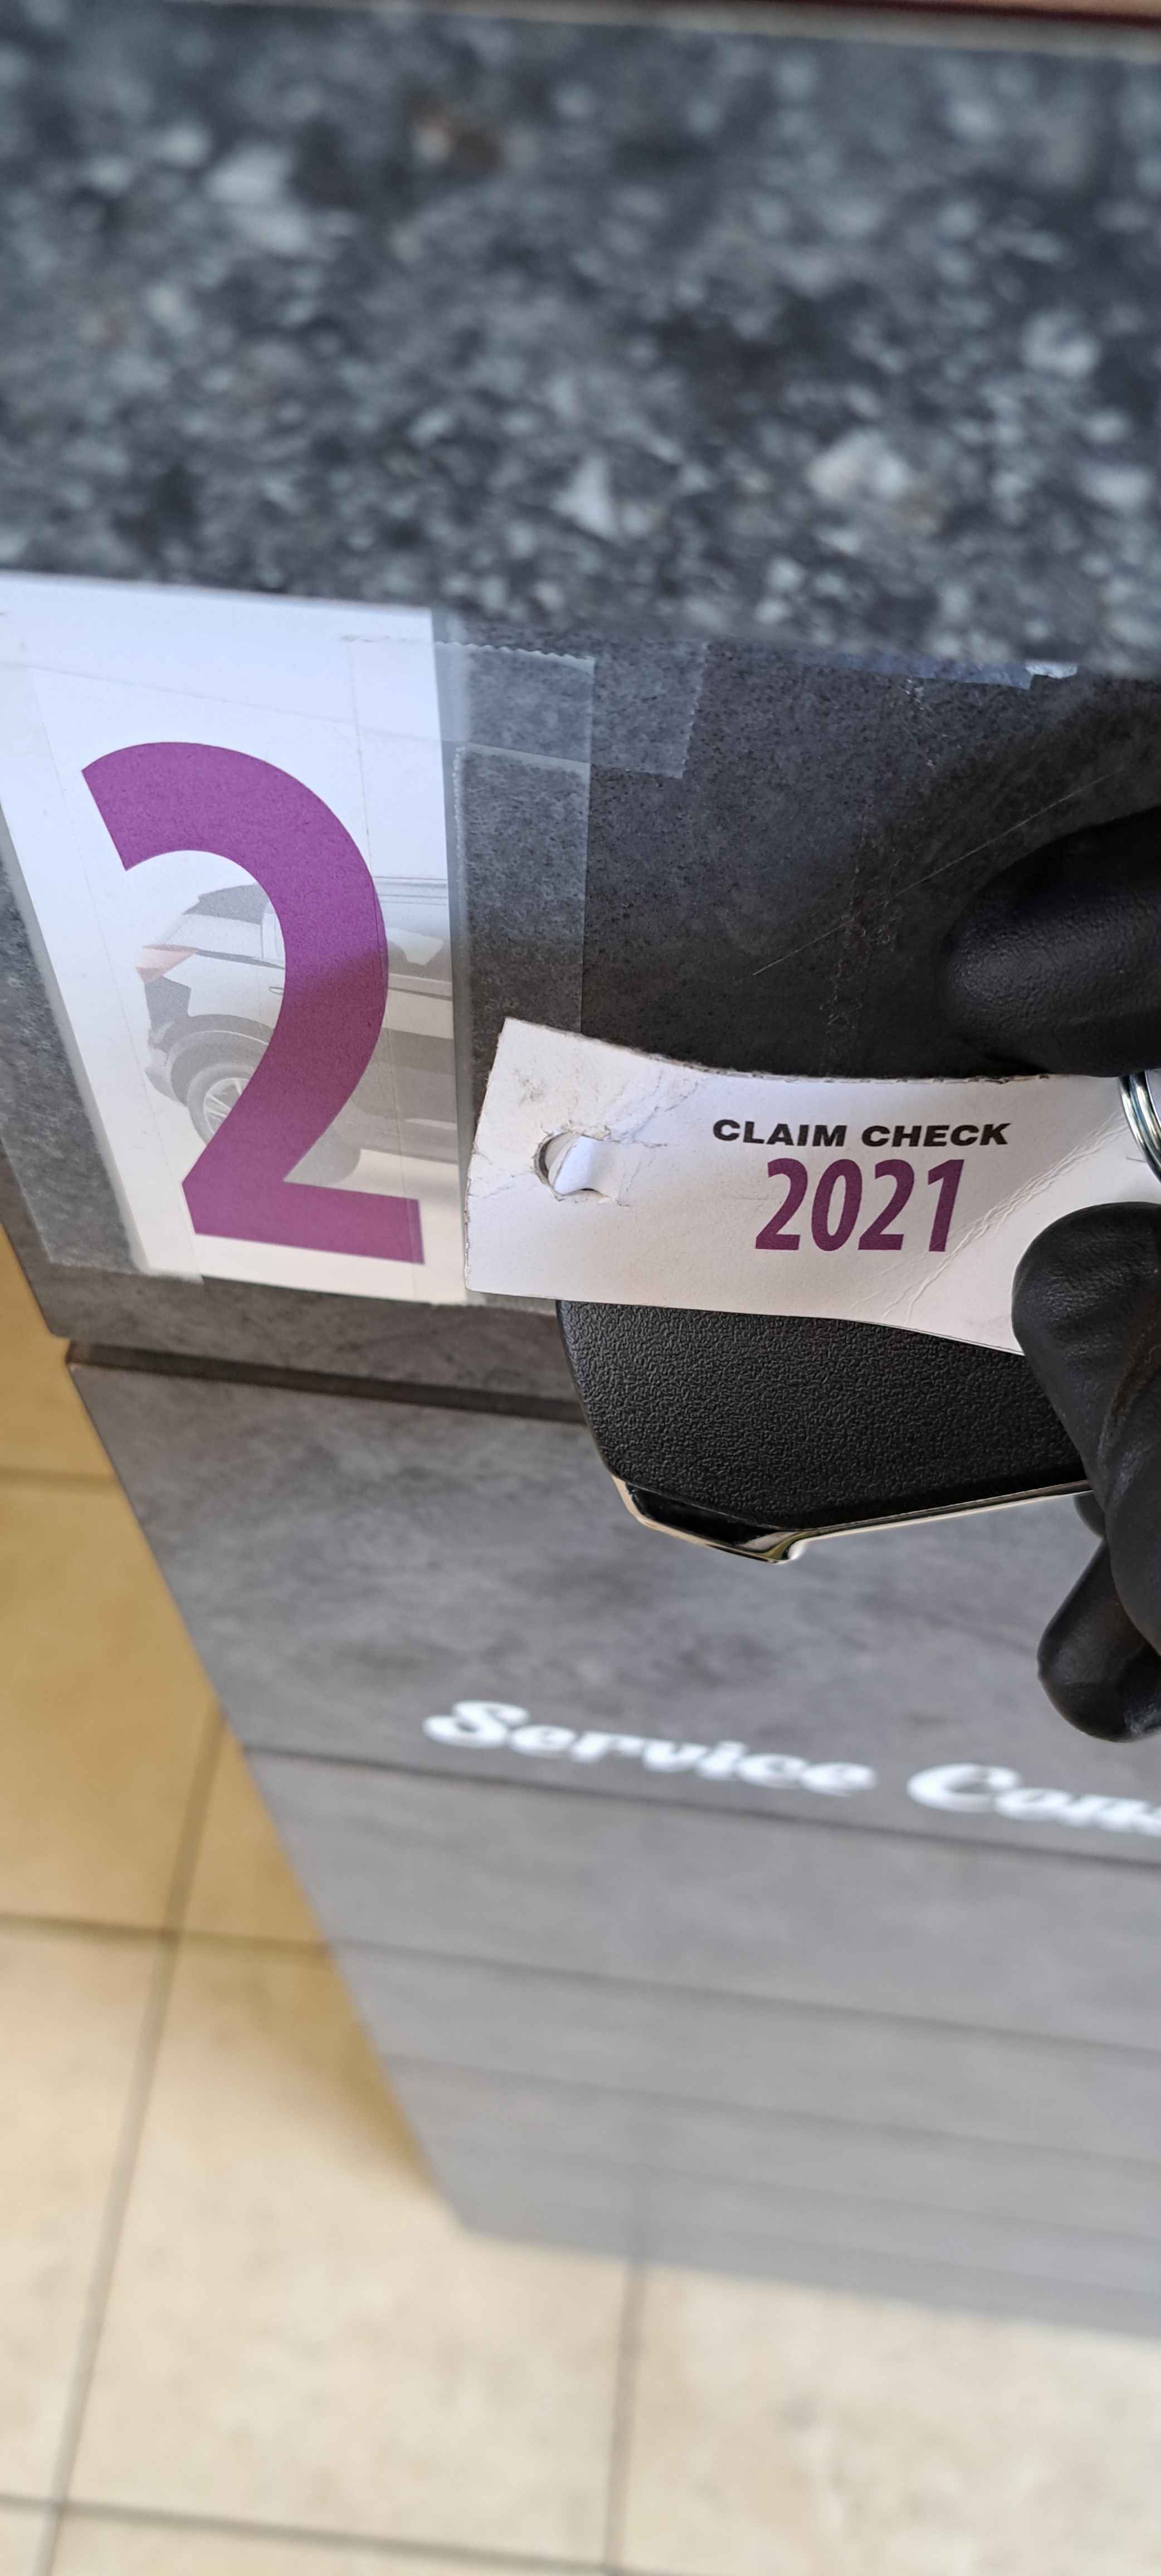 2
CLAIM CHECK
2021
Service